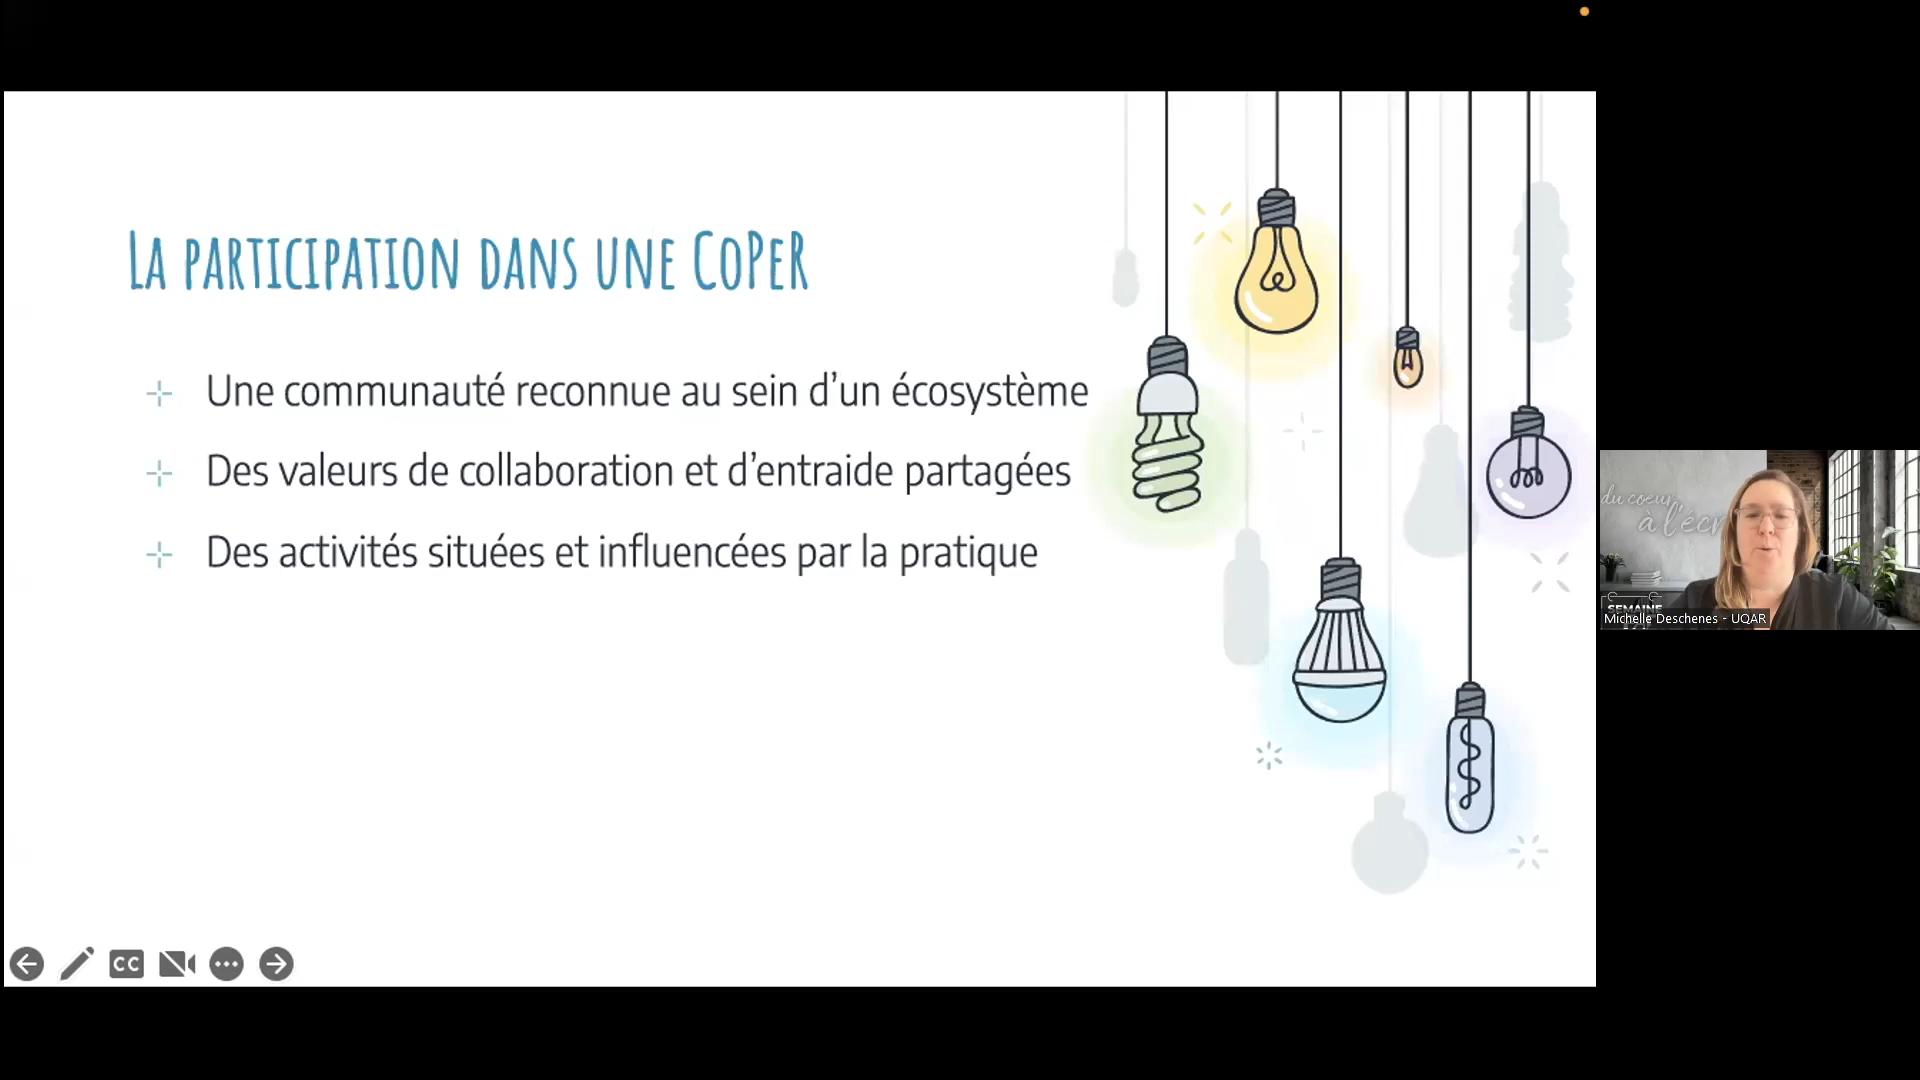 La participation dans une CoPeR
Une communauté reconnue au sein d’un écosystème
Des valeurs de collaboration et d’entraide partagées
Des activités situées et influencées par la pratique
CC
du coeur
à l'écr
SEMAINE
Michelle Deschenes - UQAR